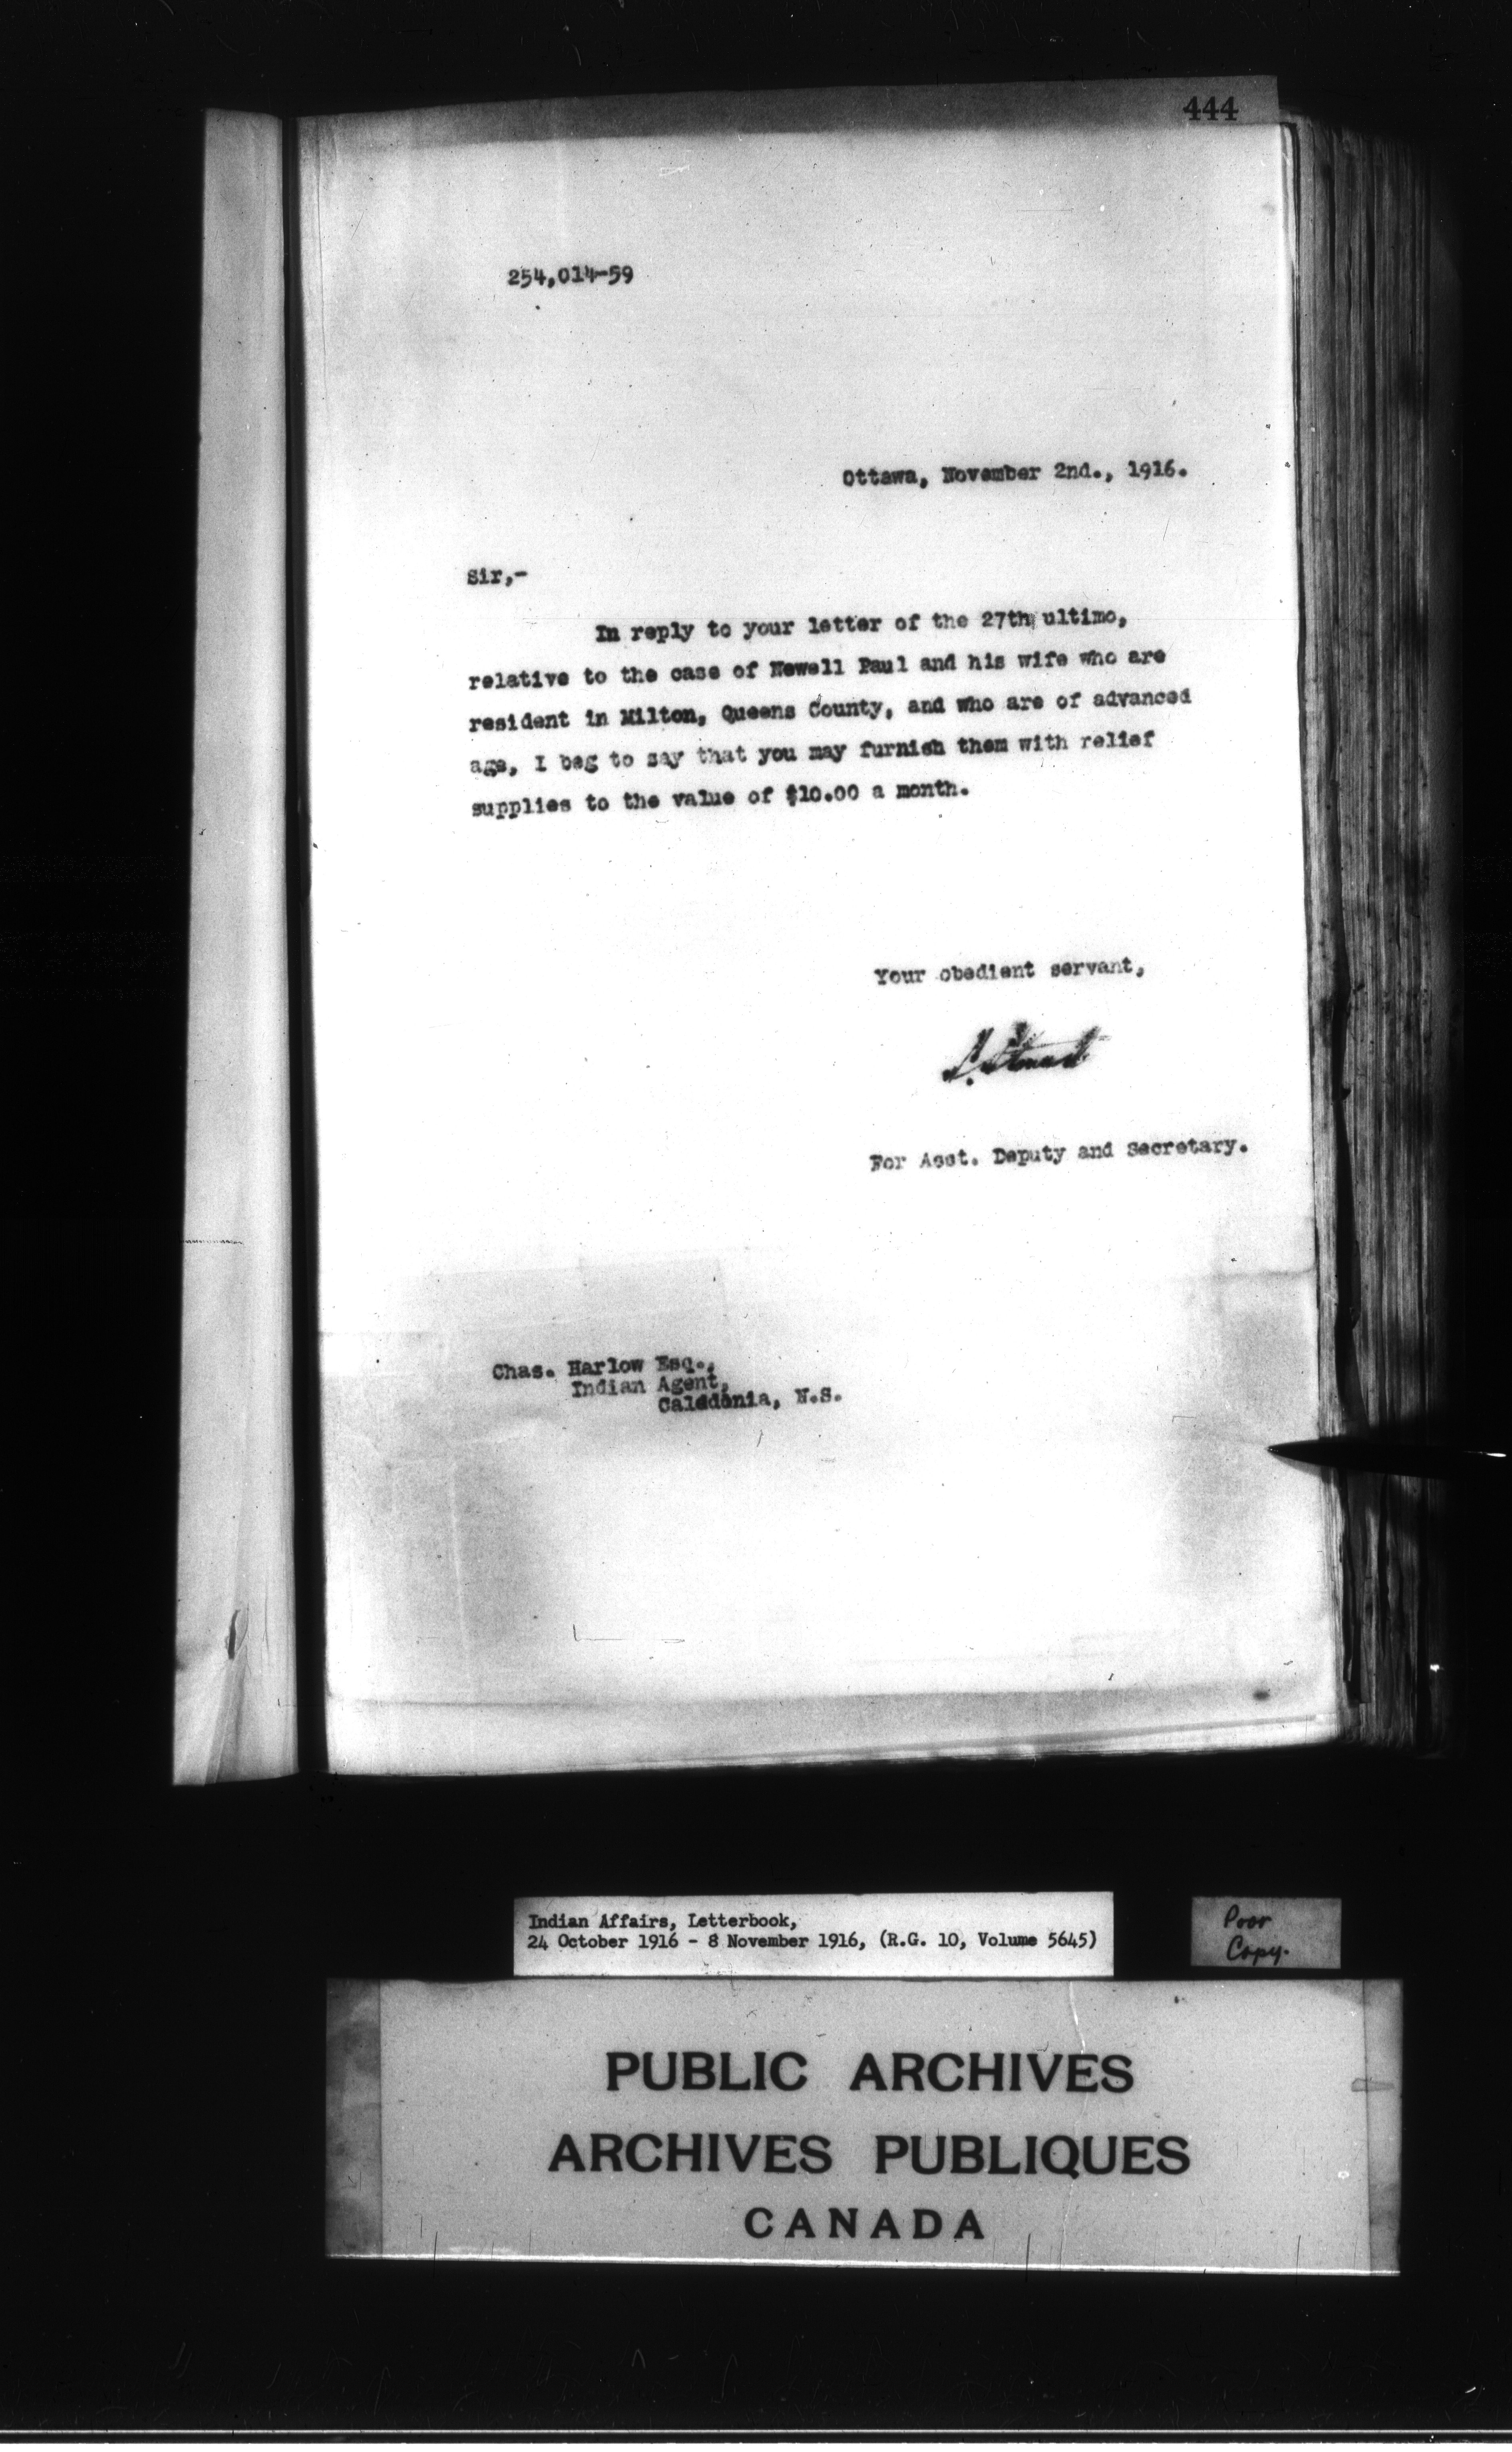 444
254,014-59
Ottawa, November 2nd., 1916.
Sir,-
In reply to your letter of the 27th ultimo,
relative to the case of Newell Paul and his wife who are
resident in Milton, Queens County, and who are of advanced
age, I beg to say that you may furnish them with relief
supplies to the value of $10.00 a month.
Your obedient servant,
For Asst. Deputy and Secretary.
Chas. Harlow Esq.,
Indian Agent,
Caledonia, N.S.
Indian Affairs, Letterbook,
24 October 1916 - 8 November 1916, (R.G. 10, Volume 5645)
Poor
Copy.
PUBLIC ARCHIVES
ARCHIVES PUBLIQUES
CANADA